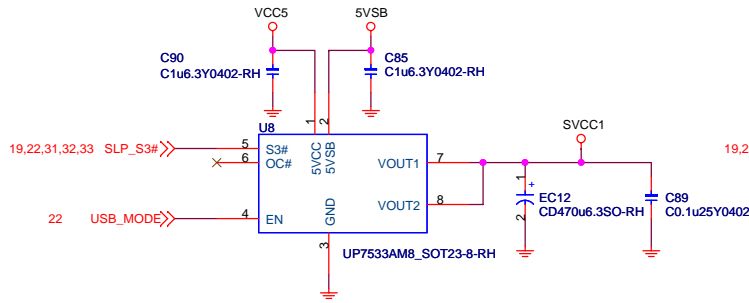 VCC5
5VSB
C90
C1u6.3Y0402-RH
C85
C1u6.3Y0402-RH
1
2
U8
5VCC
5VSB
19,22,31,32,33 SLP_S3#
5
S3#
6
OC#
22 USB_MODE
4
EN
GND
3
VOUT1
7
VOUT2
8
UP7533AM8_SOT23-8-RH
SVCC1
1
+
2
EC12
CD470u6.3SO-RH
C89
C0.1u25Y0402
19,2